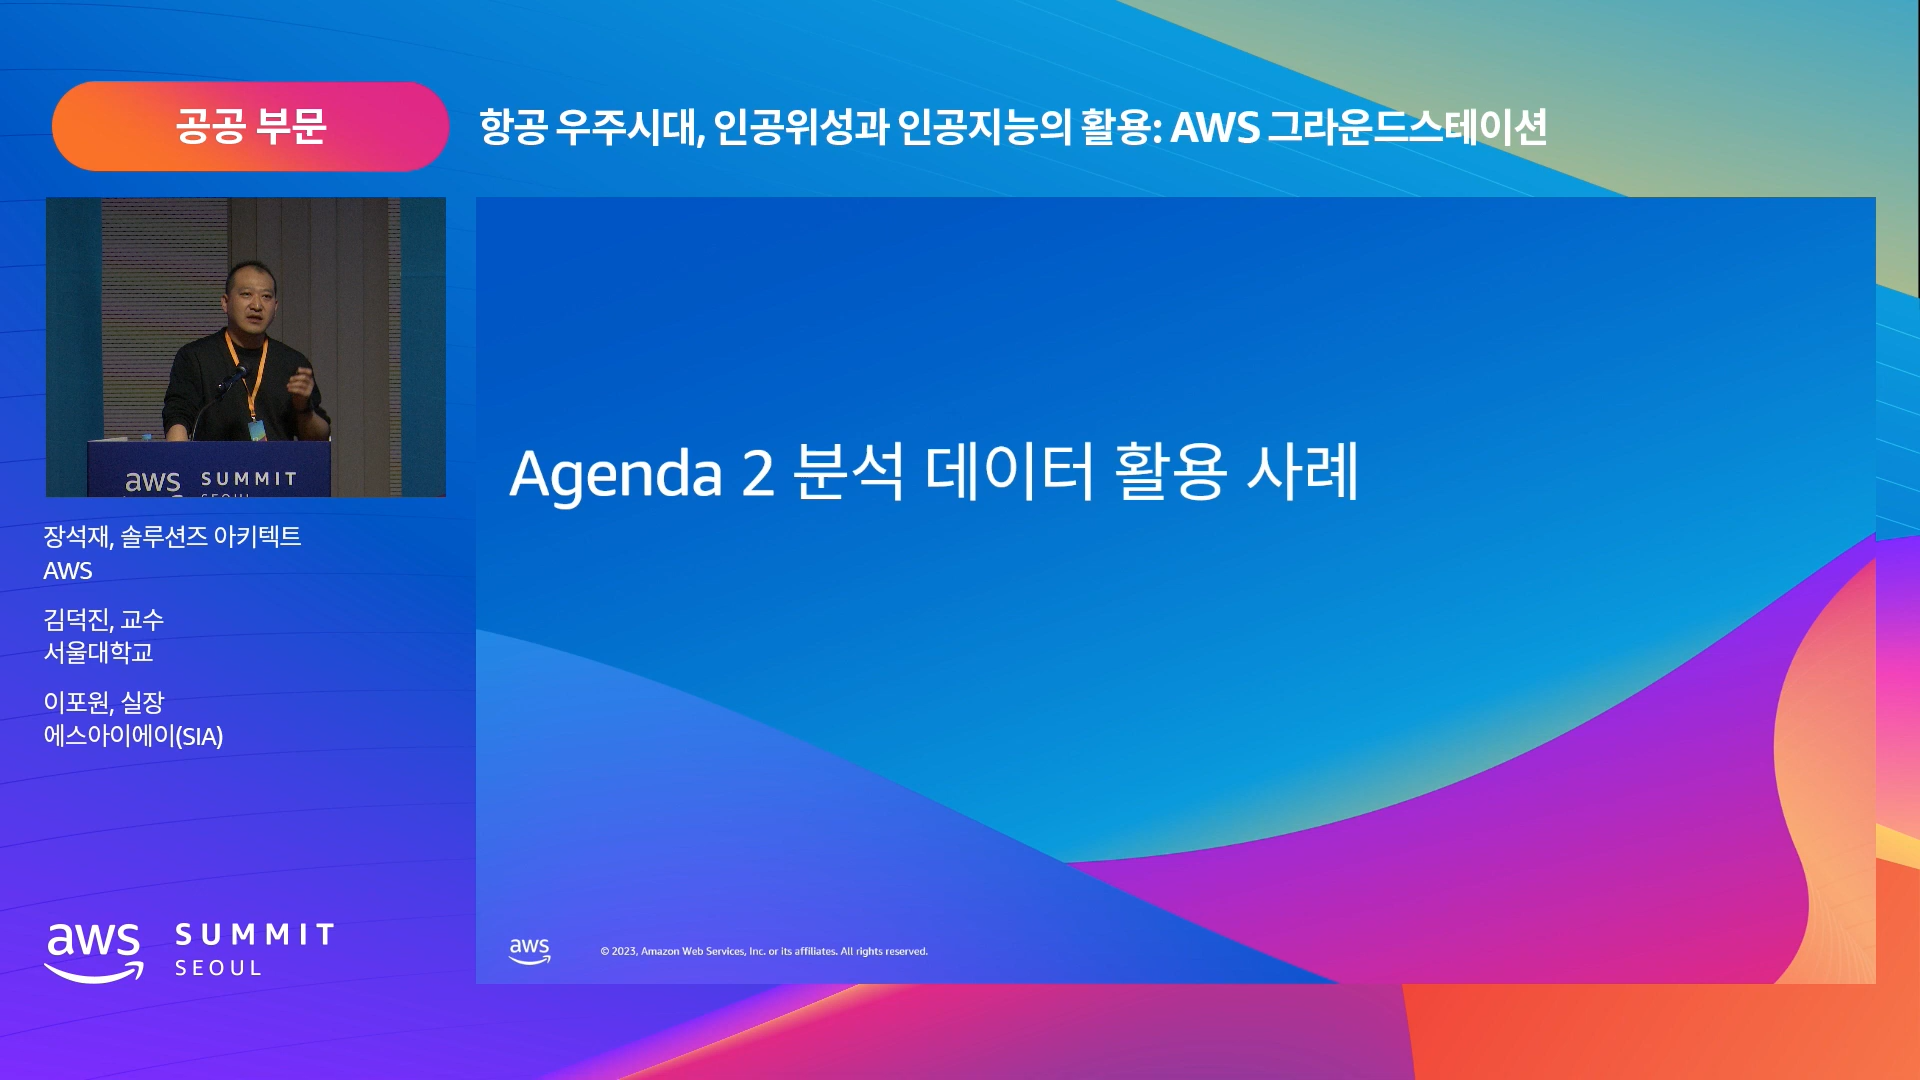 공공 부문
항공 우주시대, 인공위성과 인공지능의 활용: AWS 그라운드스테이션
aws SUMMIT
SEOUL
장석재, 솔루션즈 아키텍트
AWS
김덕진, 교수
서울대학교
이포원, 실장
에스아이에이(SIA)
aws SUMMIT
SEOUL
Agenda 2 분석 데이터 활용 사례
aws
© 2023, Amazon Web Services, Inc. or its affiliates. All rights reserved.